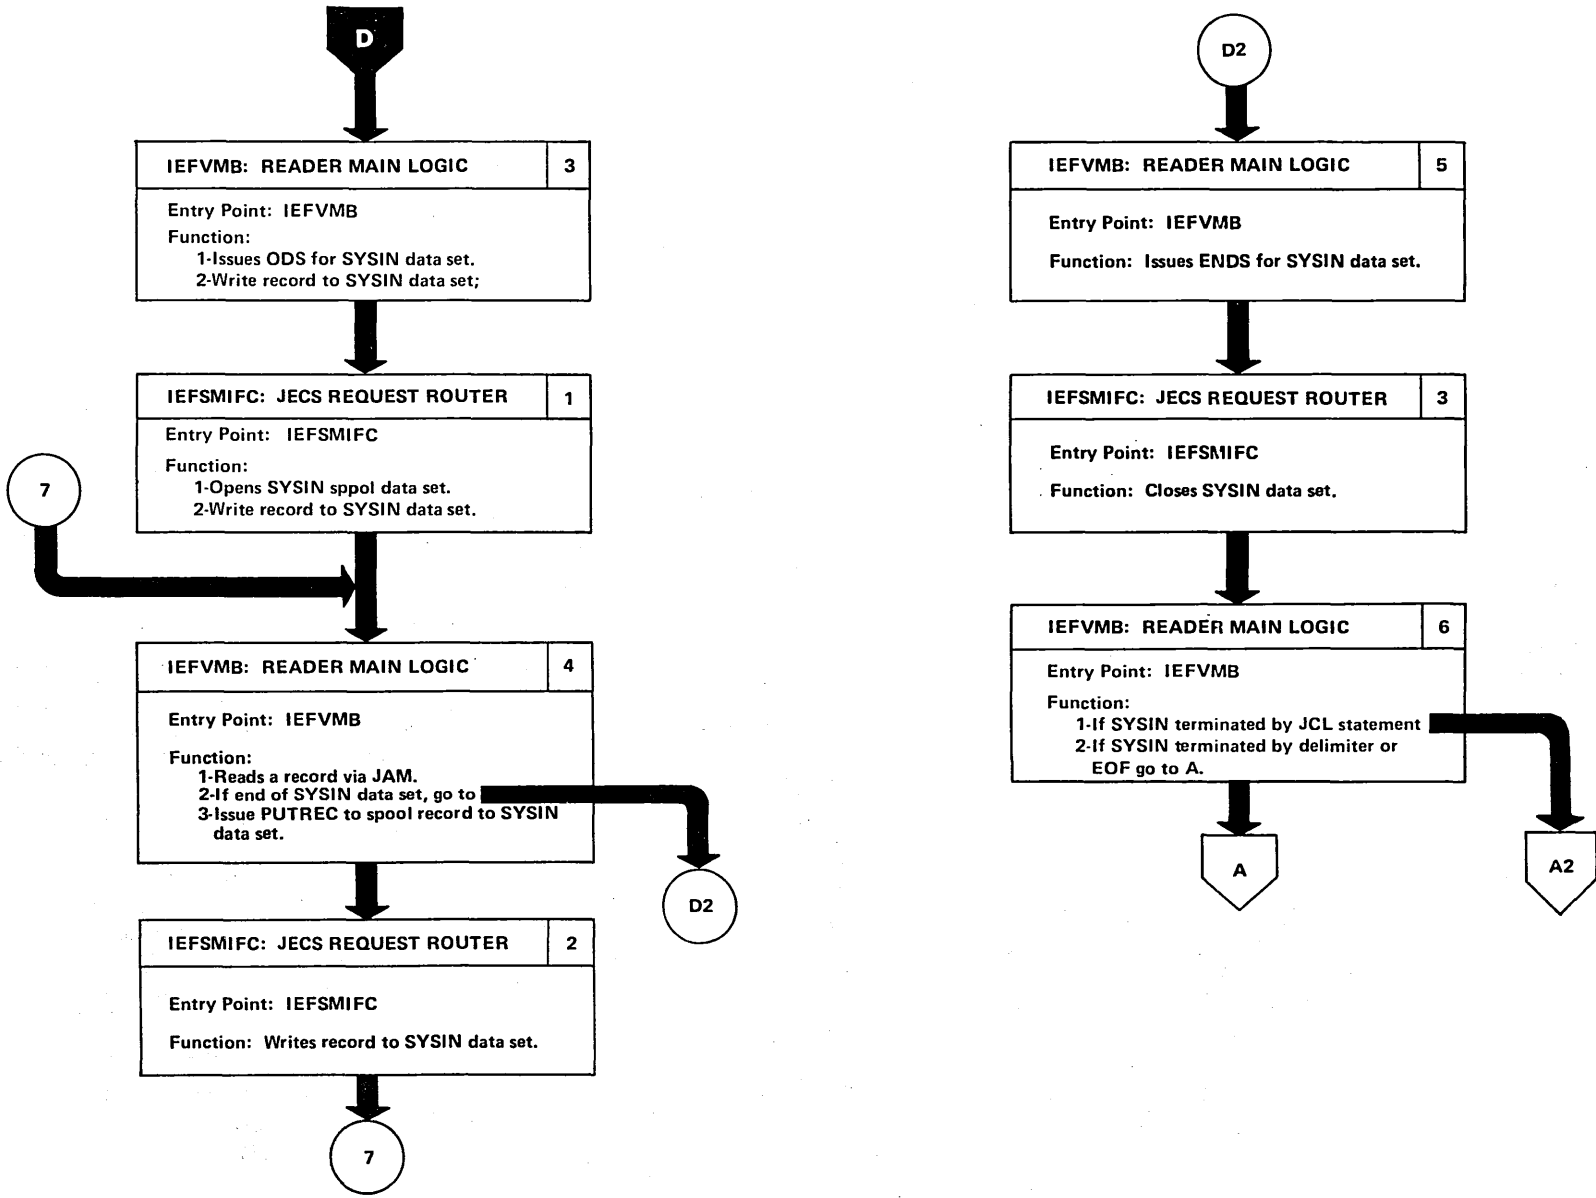 D
IEFVMB: READER MAIN LOGIC 3
Entry Point: IEFVMB
Function:
1-Issues ODS for SYSIN data set.
2-Write record to SYSIN data set;
IEFSMIFC: JECS REQUEST ROUTER 1
Entry Point: IEFSMIFC
Function:
1-Opens SYSIN sppol data set.
2-Write record to SYSIN data set.
7
IEFVMB: READER MAIN LOGIC 4
Entry Point: IEFVMB
Function:
1-Reads a record via JAM.
2-If end of SYSIN data set, go to
3-Issue PUTREC to spool record to SYSIN
data set.
D2
IEFSMIFC: JECS REQUEST ROUTER 2
Entry Point: IEFSMIFC
Function: Writes record to SYSIN data set.
7
D2
IEFVMB: READER MAIN LOGIC 5
Entry Point: IEFVMB
Function: Issues ENDS for SYSIN data set.
IEFSMIFC: JECS REQUEST ROUTER 3
Entry Point: IEFSMIFC
Function: Closes SYSIN data set.
IEFVMB: READER MAIN LOGIC 6
Entry Point: IEFVMB
Function:
1-If SYSIN terminated by JCL statement
2-If SYSIN terminated by delimiter or
EOF go to A.
A
A2